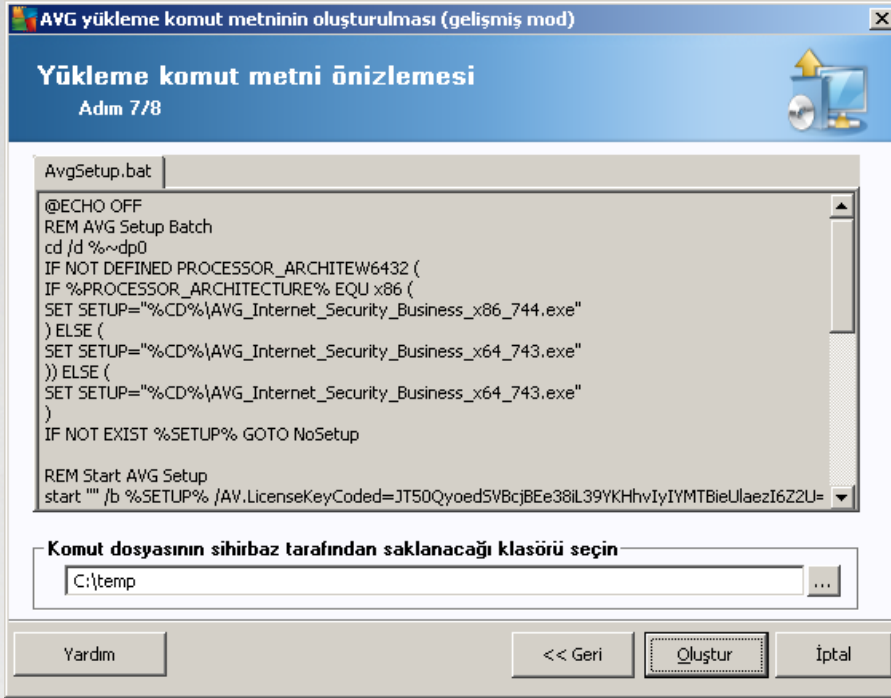 AVG yükleme komut metninin oluşturulması (gelişmiş mod)
Yükleme komut metni önizlemesi
Adım 7/8
AvgSetup.bat
@ECHO OFF
REM AVG Setup Batch
cd /d %~dp0
IF NOT DEFINED PROCESSOR_ARCHITEW6432 (
IF %PROCESSOR_ARCHITECTURE% EQU x86 (
SET SETUP="%CD%\AVG_Internet_Security_Business_x86_744.exe"
) ELSE (
SET SETUP="%CD%\AVG_Internet_Security_Business_x64_743.exe"
)) ELSE (
SET SETUP="%CD%\AVG_Internet_Security_Business_x64_743.exe"
)
IF NOT EXIST %SETUP% GOTO NoSetup
REM Start AVG Setup
start "" /b %SETUP% /AV.LicenseKeyCoded=JT50QyoedSVBcjBEe38iL39YKHhvIyIYMTBieUlaezI6Z2U=
Komut dosyasının sihirbaz tarafından saklanacağı klasörü seçin
C:\temp
...
Yardım
<< Geri
Oluştur
İptal